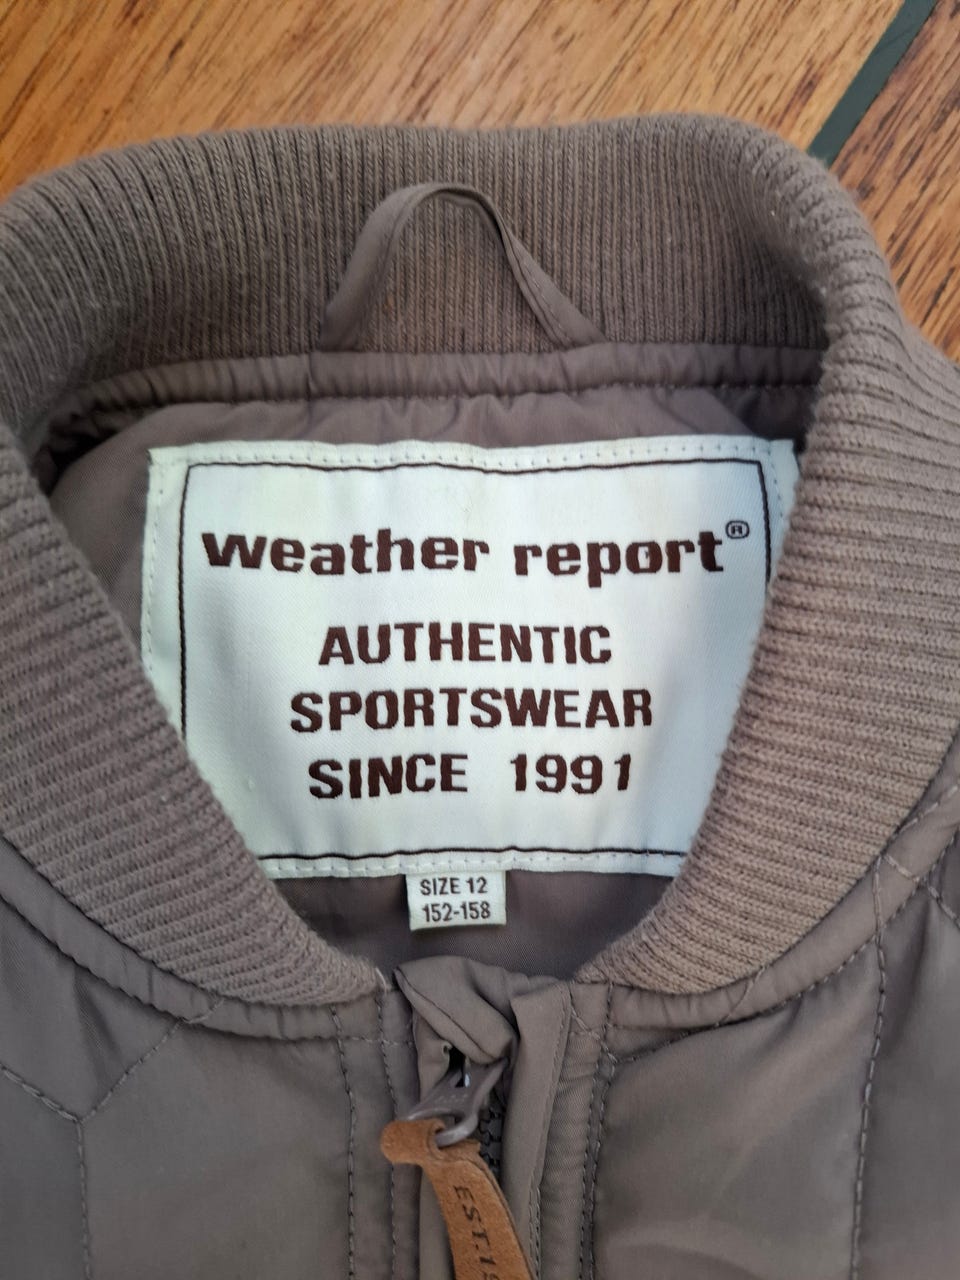 weather report®
AUTHENTIC
SPORTSWEAR
SINCE 1991
SIZE 12
152-158